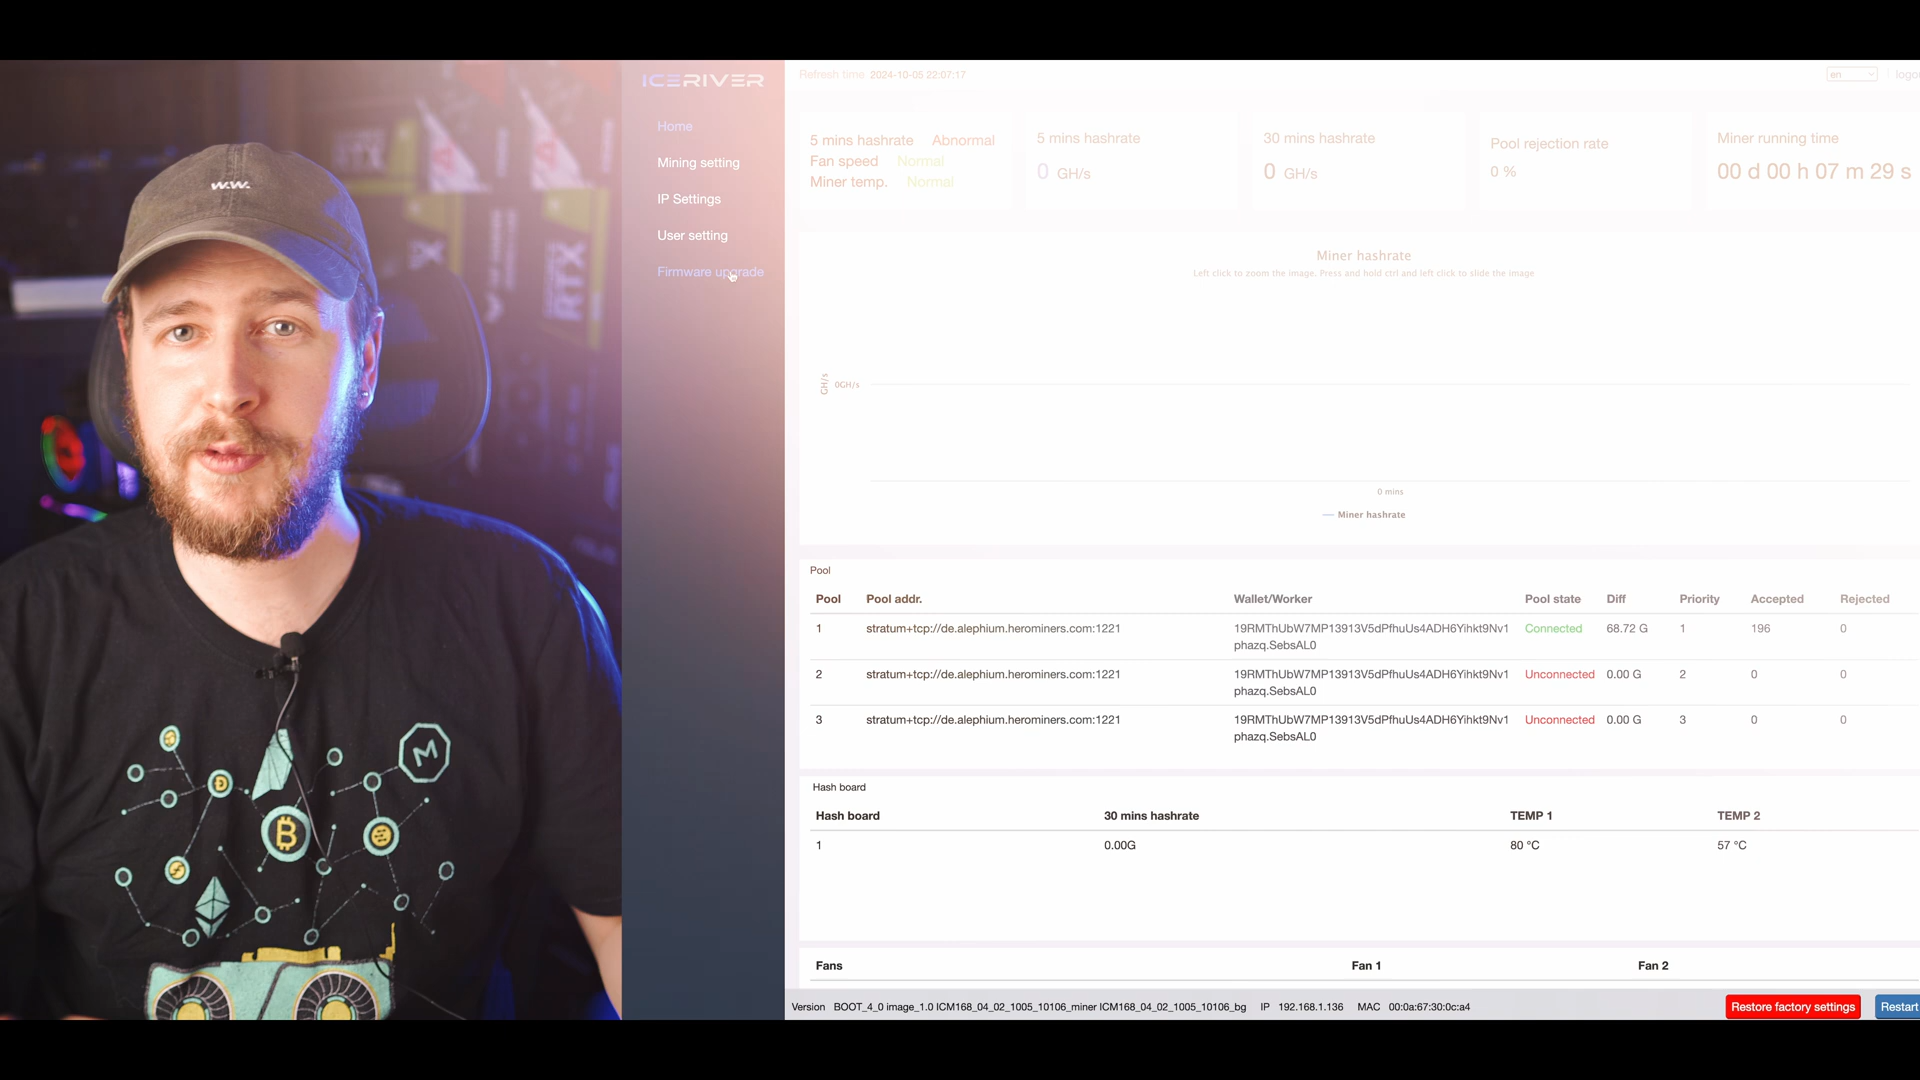 w.w.
RTX
M
ICERIVER
Home
Mining setting
IP Settings
User setting
Firmware upgrade
Refresh time 2024-10-05 22:07:17
en
5 mins hashrate Abnormal
Fan speed Normal
Miner temp. Normal
5 mins hashrate
0 GH/s
30 mins hashrate
0 GH/s
Pool rejection rate
0 %
Miner running time
00 d 00 h 07 m 29 s
Miner hashrate
Left click to zoom the image. Press and hold ctrl and left click to slide the image
GH/s
0GH/s
0 mins
Miner hashrate
Pool
Pool Pool addr. Wallet/Worker Pool state Diff Priority Accepted Rejected
1 stratum+tcp://de.alephium.herominers.com:1221 19RMThUbW7MP13913V5dPfhuUs4ADH6Yihkt9Nv1 Connected 68.72 G 1 196 0
phazq.SebsAL0
2 stratum+tcp://de.alephium.herominers.com:1221 19RMThUbW7MP13913V5dPfhuUs4ADH6Yihkt9Nv1 Unconnected 0.00 G 2 0 0
phazq.SebsAL0
3 stratum+tcp://de.alephium.herominers.com:1221 19RMThUbW7MP13913V5dPfhuUs4ADH6Yihkt9Nv1 Unconnected 0.00 G 3 0 0
phazq.SebsAL0
Hash board
Hash board 30 mins hashrate TEMP 1 TEMP 2
1 0.00G 80 °C 57 °C
Fans Fan 1 Fan 2
Version BOOT_4_0 image_1.0 ICM168_04_02_1005_10106_miner ICM168_04_02_1005_10106_bg IP 192.168.1.136 MAC 00:0a:67:30:0c:a4
Restore factory settings
Restart